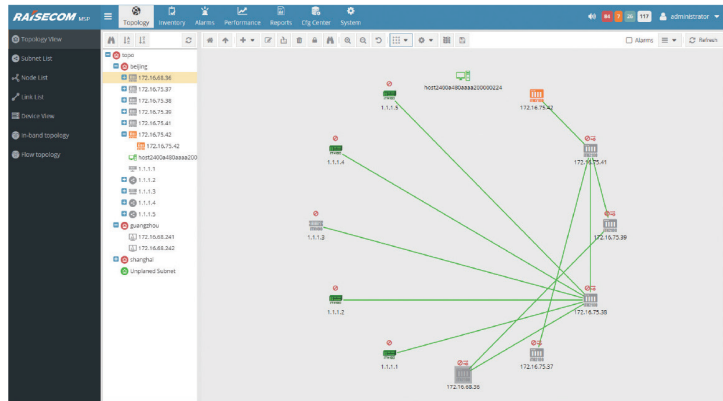 RAISECOM MSP
Topology Inventory Alarms Performance Reports Cfg Center System
94 7 26 117 administrator
Topology View
Subnet List
Node List
Link List
Device View
In-band topology
Flow topology
Alarms Refresh
topo
beijing
172.16.68.36
172.16.75.37
172.16.75.38
172.16.75.39
172.16.75.41
172.16.75.42
172.16.75.42
host2400a480aaaa200
1.1.1.1
1.1.1.2
1.1.1.3
1.1.1.4
1.1.1.5
guangzhou
172.16.68.241
172.16.68.242
shanghai
Unplaned Subnet
host2400a480aaaa200000224
1.1.1.5
172.16.75.42
1.1.1.4
172.16.75.41
1.1.1.3
172.16.75.39
1.1.1.2
172.16.75.38
1.1.1.1
172.16.75.37
172.16.68.36